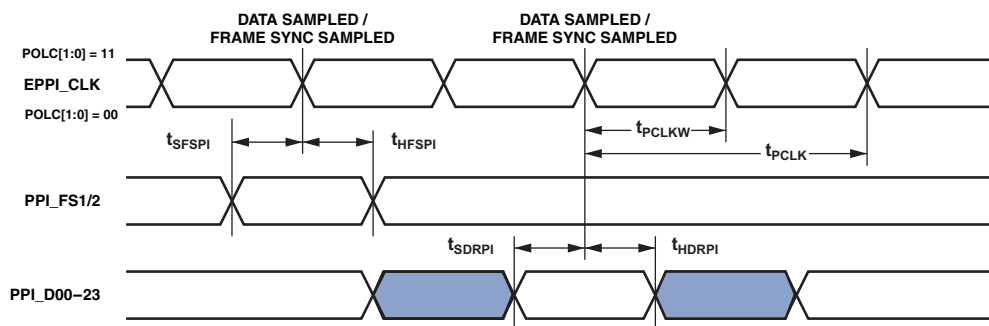 DATA SAMPLED /
FRAME SYNC SAMPLED
DATA SAMPLED /
FRAME SYNC SAMPLED
POLC[1:0] = 11
EPPI_CLK
POLC[1:0] = 00
tSFSPI
tHFSPI
tPCLKW
tPCLK
PPI_FS1/2
tSDRPI
tHDRPI
PPI_D00–23